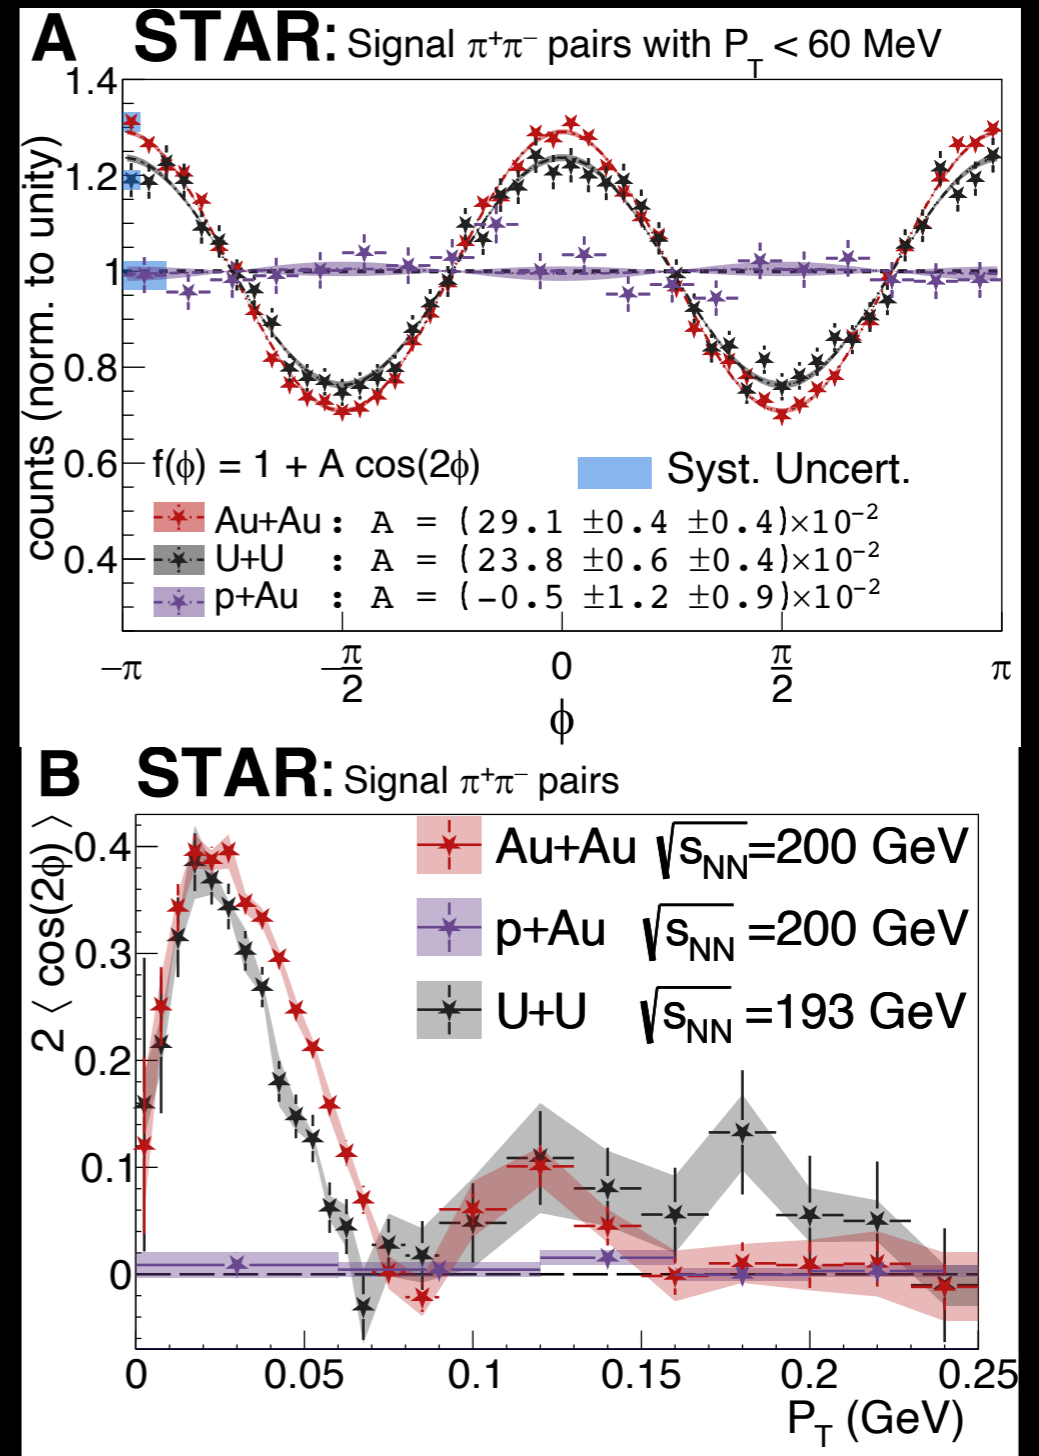 A STAR: Signal π⁺π⁻ pairs with P_T < 60 MeV
counts (norm. to unity)
1.4
1.2
1
0.8
0.6
0.4
f(ϕ) = 1 + A cos(2ϕ)
Syst. Uncert.
Au+Au : A = (29.1 ±0.4 ±0.4)×10⁻²
U+U : A = (23.8 ±0.6 ±0.4)×10⁻²
p+Au : A = (-0.5 ±1.2 ±0.9)×10⁻²
−π −π/2 0 π/2 π
ϕ
B STAR: Signal π⁺π⁻ pairs
2 ⟨ cos(2ϕ) ⟩
0.4
0.3
0.2
0.1
0
Au+Au √s_NN =200 GeV
p+Au √s_NN =200 GeV
U+U √s_NN =193 GeV
0 0.05 0.1 0.15 0.2 0.25
P_T (GeV)